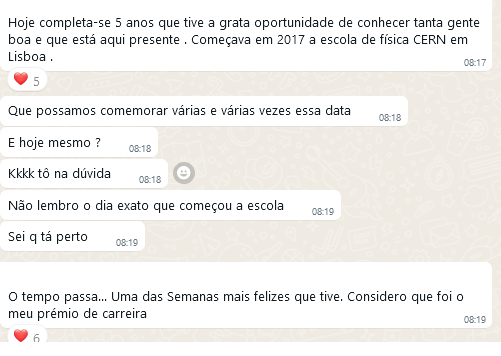 Hoje completa-se 5 anos que tive a grata oportunidade de conhecer tanta gente
boa e que está aqui presente . Começava em 2017 a escola de física CERN em
Lisboa .
08:17
5
Que possamos comemorar várias e várias vezes essa data
08:18
E hoje mesmo ?
08:18
Kkkk tô na dúvida
08:18
Não lembro o dia exato que começou a escola
08:19
Sei q tá perto
08:19
O tempo passa... Uma das Semanas mais felizes que tive. Considero que foi o
meu prémio de carreira
08:19
6